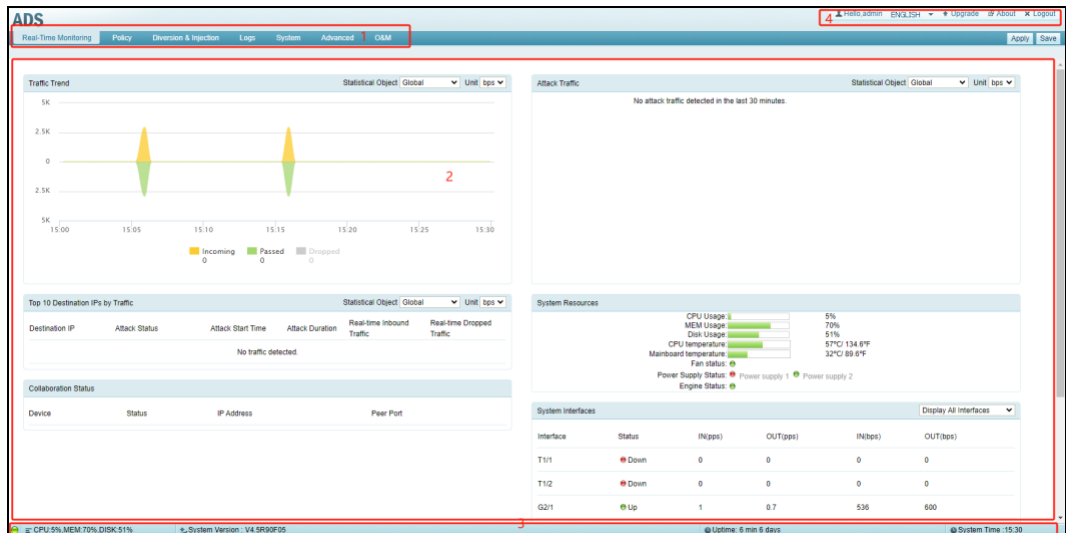 ADS
4 Hello,admin ENGLISH Upgrade About Logout
Real-Time Monitoring Policy Diversion & Injection Logs System Advanced 1 O&M Apply Save
Traffic Trend Statistical Object Global Unit bps
5K
2.5K
0
2.5K
5K
15:00 15:05 15:10 15:15 15:20 15:25 15:30
2
Incoming Passed Dropped
0 0 0
Attack Traffic Statistical Object Global Unit bps
No attack traffic detected in the last 30 minutes.
Top 10 Destination IPs by Traffic Statistical Object Global Unit bps
Destination IP Attack Status Attack Start Time Attack Duration Real-time Inbound Traffic Real-time Dropped Traffic
No traffic detected.
System Resources
CPU Usage: 5%
MEM Usage: 70%
Disk Usage: 51%
CPU temperature: 57°C/ 134.6°F
Mainboard temperature: 32°C/ 89.6°F
Fan status:
Power Supply Status: Power supply 1 Power supply 2
Engine Status:
Collaboration Status
Device Status IP Address Peer Port
System Interfaces Display All Interfaces
Interface Status IN(pps) OUT(pps) IN(bps) OUT(bps)
T1/1 Down 0 0 0 0
T1/2 Down 0 0 0 0
G2/1 Up 1 0.7 536 600
3
CPU:5%,MEM:70%,DISK:51% System Version : V4.5R90F05 Uptime: 6 min 6 days System Time :15:30